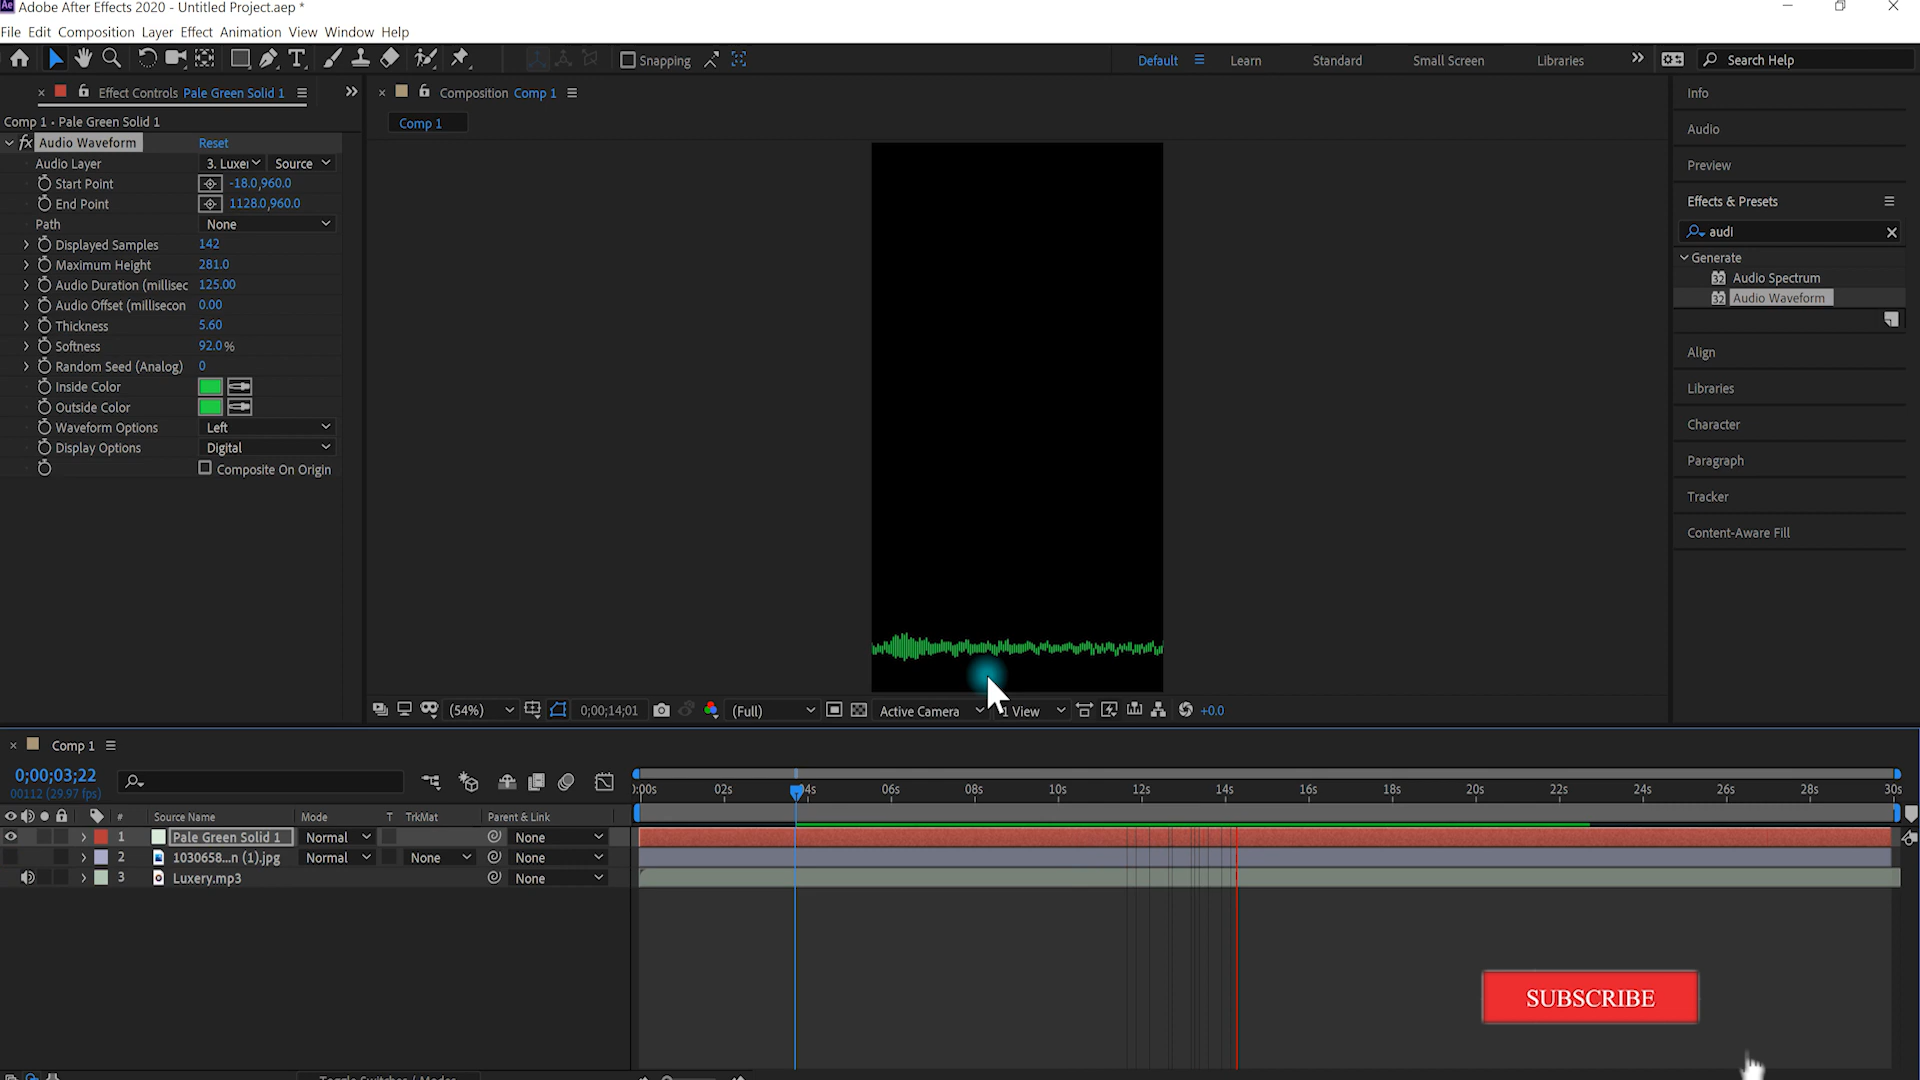 Ae Adobe After Effects 2020 - Untitled Project.aep *
File Edit Composition Layer Effect Animation View Window Help
Snapping
Default Learn Standard Small Screen Libraries Search Help
Effect Controls Pale Green Solid 1
Composition Comp 1
Comp 1 • Pale Green Solid 1
Comp 1
fx Audio Waveform Reset
Audio Layer 3. Luxer Source
Start Point -18.0,960.0
End Point 1128.0,960.0
Path None
Displayed Samples 142
Maximum Height 281.0
Audio Duration (millisec 125.00
Audio Offset (millisecon 0.00
Thickness 5.60
Softness 92.0 %
Random Seed (Analog) 0
Inside Color
Outside Color
Waveform Options Left
Display Options Digital
Composite On Origin
Info
Audio
Preview
Effects & Presets
audi
Generate
32 Audio Spectrum
32 Audio Waveform
Align
Libraries
Character
Paragraph
Tracker
Content-Aware Fill
(54%) 0;00;14;01 (Full) Active Camera 1 View +0.0
Comp 1
0;00;03;22
00112 (29.97 fps)
):00s 02s 04s 06s 08s 10s 12s 14s 16s 18s 20s 22s 24s 26s 28s 30s
# Source Name Mode T TrkMat Parent & Link
1 Pale Green Solid 1 Normal None
2 1030658...n (1).jpg Normal None None
3 Luxery.mp3 None
SUBSCRIBE
Toggle Switches / Modes